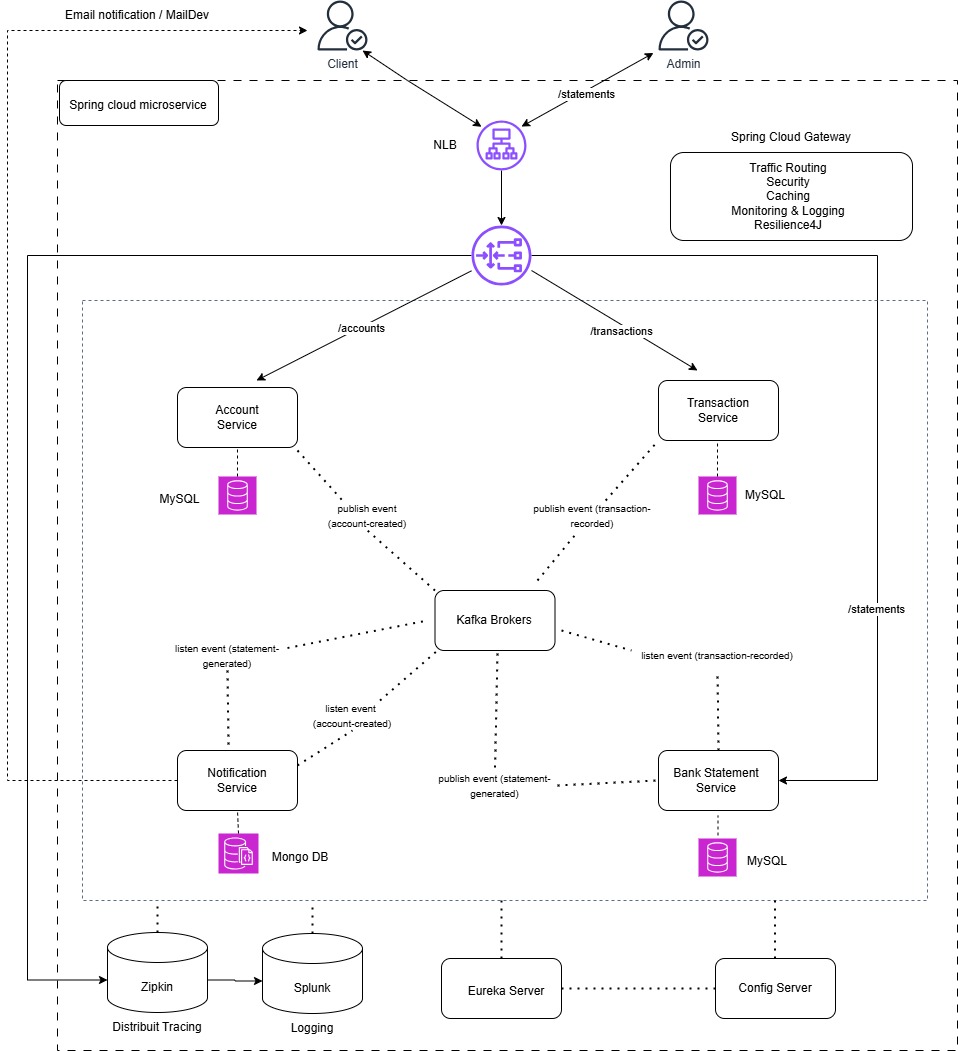 Email notification / MailDev
Client
Admin
Spring cloud microservice
/statements
NLB
Spring Cloud Gateway
Traffic Routing
Security
Caching
Monitoring & Logging
Resilience4J
/accounts
/transactions
Account
Service
Transaction
Service
MySQL
MySQL
publish event
(account-created)
publish event (transaction-
recorded)
Kafka Brokers
/statements
listen event (statement-
generated)
listen event (transaction-recorded)
listen event
(account-created)
Notification
Service
publish event (statement-
generated)
Bank Statement
Service
Mongo DB
MySQL
Zipkin
Splunk
Eureka Server
Config Server
Distribuit Tracing
Logging